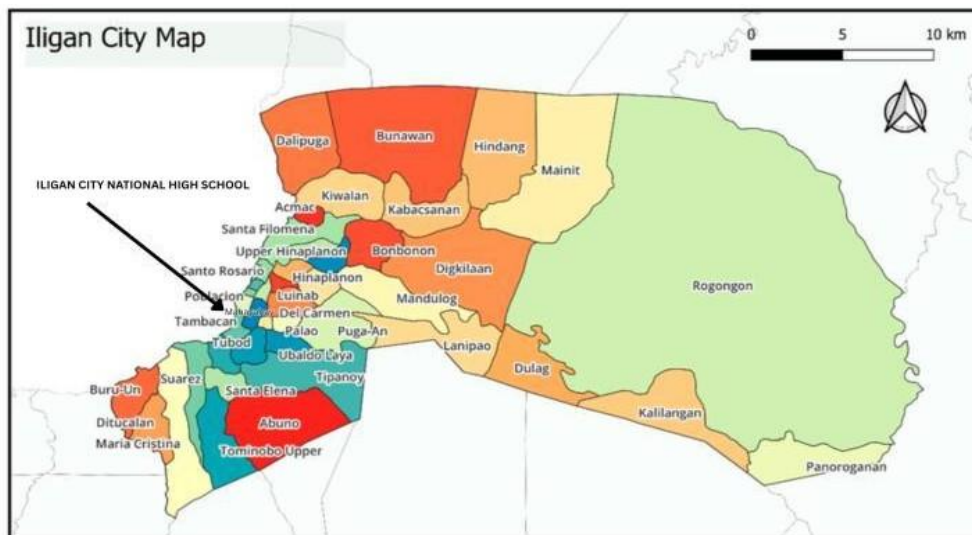 Iligan City Map
0 5 10 km
Dalipuga
Bunawan
Hindang
Mainit
ILIGAN CITY NATIONAL HIGH SCHOOL
Kiwalan
Acmac
Kabacsanan
Santa Filomena
Upper Hinaplanon
Bonbonon
Digkilaan
Santo Rosario
Hinaplanon
Rogongon
Poblacion
Luinab
Mandulog
Del Carmen
Tambacan
Palao
Puga-An
Tubod
Lanipao
Ubaldo Laya
Dulag
Suarez
Tipanoy
Buru-Un
Santa Elena
Kalilangan
Ditucalan
Abuno
Maria Cristina
Tominobo Upper
Panoroganan